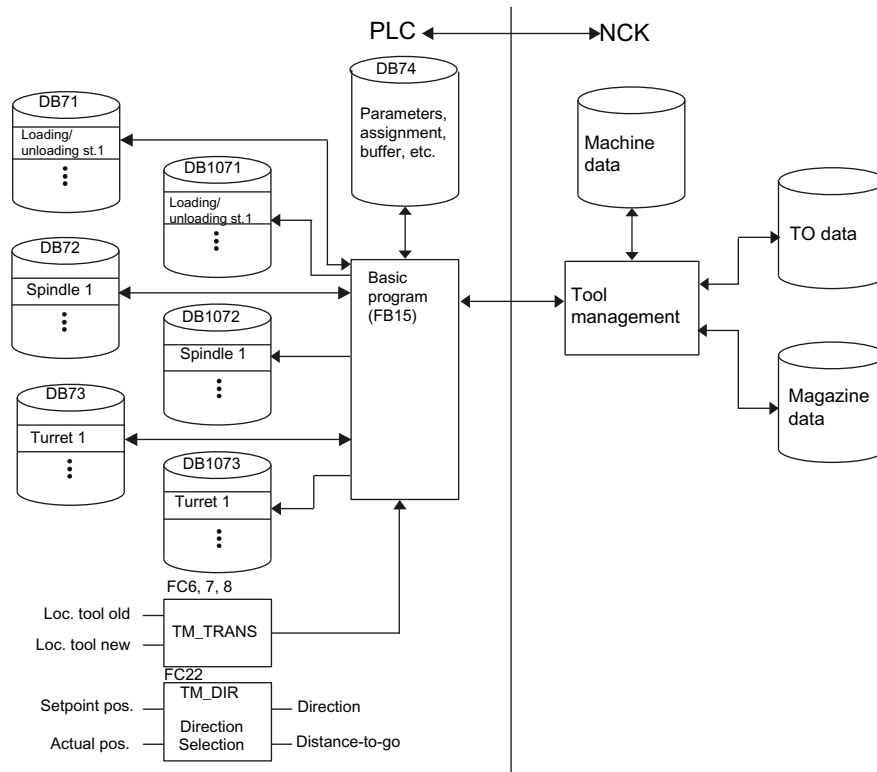 PLC
NCK
DB74
Parameters,
assignment,
buffer, etc.
DB71
Loading/
unloading st.1
DB1071
Loading/
unloading st.1
DB72
Spindle 1
DB1072
Spindle 1
DB73
Turret 1
DB1073
Turret 1
Basic
program
(FB15)
Machine
data
Tool
management
TO data
Magazine
data
FC6, 7, 8
Loc. tool old
Loc. tool new
TM_TRANS
FC22
TM_DIR
Direction
Selection
Setpoint pos.
Actual pos.
Direction
Distance-to-go